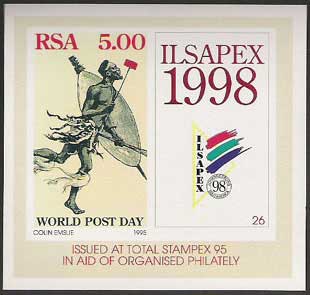 RSA 5.00
WORLD POST DAY
COLIN EMSLIE 1995
ILSAPEX
1998
ILSAPEX
98
26
ISSUED AT TOTAL STAMPEX 95
IN AID OF ORGANISED PHILATELY